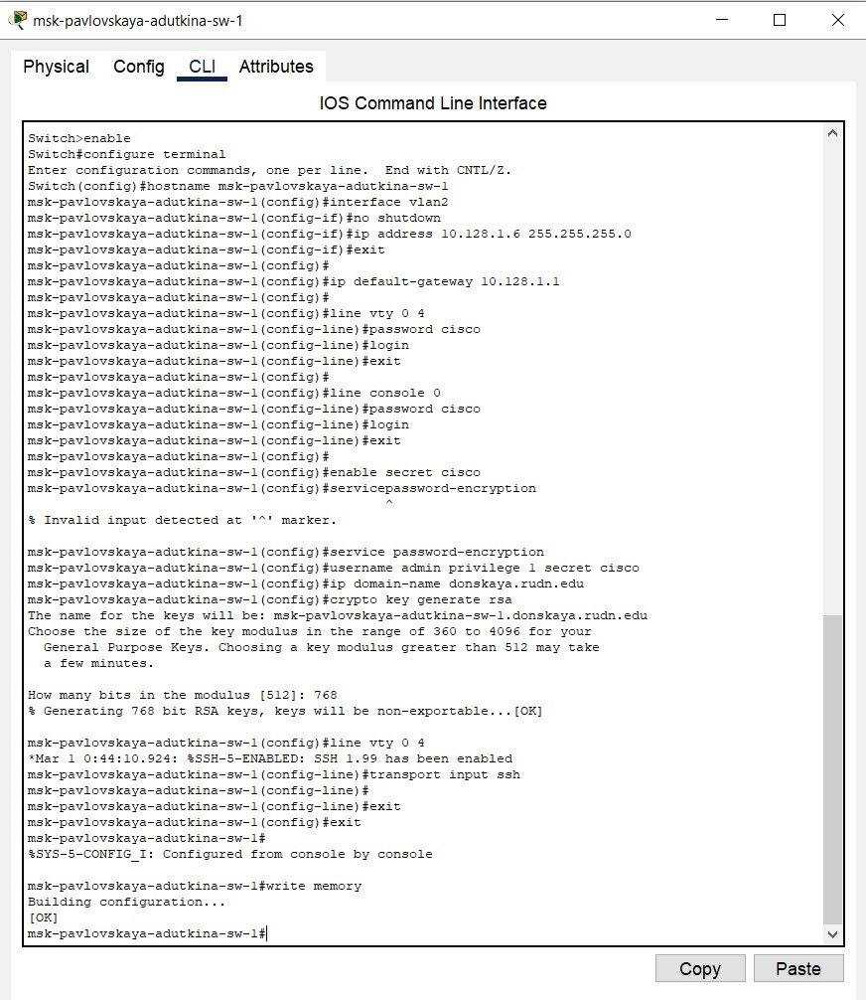 msk-pavlovskaya-adutkina-sw-1
Physical Config CLI Attributes
IOS Command Line Interface
Switch>enable
Switch#configure terminal
Enter configuration commands, one per line.  End with CNTL/Z.
Switch(config)#hostname msk-pavlovskaya-adutkina-sw-1
msk-pavlovskaya-adutkina-sw-1(config)#interface vlan2
msk-pavlovskaya-adutkina-sw-1(config-if)#no shutdown
msk-pavlovskaya-adutkina-sw-1(config-if)#ip address 10.128.1.6 255.255.255.0
msk-pavlovskaya-adutkina-sw-1(config-if)#exit
msk-pavlovskaya-adutkina-sw-1(config)#
msk-pavlovskaya-adutkina-sw-1(config)#ip default-gateway 10.128.1.1
msk-pavlovskaya-adutkina-sw-1(config)#
msk-pavlovskaya-adutkina-sw-1(config)#line vty 0 4
msk-pavlovskaya-adutkina-sw-1(config-line)#password cisco
msk-pavlovskaya-adutkina-sw-1(config-line)#login
msk-pavlovskaya-adutkina-sw-1(config-line)#exit
msk-pavlovskaya-adutkina-sw-1(config)#
msk-pavlovskaya-adutkina-sw-1(config)#line console 0
msk-pavlovskaya-adutkina-sw-1(config-line)#password cisco
msk-pavlovskaya-adutkina-sw-1(config-line)#login
msk-pavlovskaya-adutkina-sw-1(config-line)#exit
msk-pavlovskaya-adutkina-sw-1(config)#
msk-pavlovskaya-adutkina-sw-1(config)#enable secret cisco
msk-pavlovskaya-adutkina-sw-1(config)#servicepassword-encryption
^
% Invalid input detected at '^' marker.
msk-pavlovskaya-adutkina-sw-1(config)#service password-encryption
msk-pavlovskaya-adutkina-sw-1(config)#username admin privilege 1 secret cisco
msk-pavlovskaya-adutkina-sw-1(config)#ip domain-name donskaya.rudn.edu
msk-pavlovskaya-adutkina-sw-1(config)#crypto key generate rsa
The name for the keys will be: msk-pavlovskaya-adutkina-sw-1.donskaya.rudn.edu
Choose the size of the key modulus in the range of 360 to 4096 for your
General Purpose Keys. Choosing a key modulus greater than 512 may take
a few minutes.
How many bits in the modulus [512]: 768
% Generating 768 bit RSA keys, keys will be non-exportable...[OK]
msk-pavlovskaya-adutkina-sw-1(config)#line vty 0 4
*Mar 1 0:44:10.924: %SSH-5-ENABLED: SSH 1.99 has been enabled
msk-pavlovskaya-adutkina-sw-1(config-line)#transport input ssh
msk-pavlovskaya-adutkina-sw-1(config-line)#
msk-pavlovskaya-adutkina-sw-1(config-line)#exit
msk-pavlovskaya-adutkina-sw-1(config)#exit
msk-pavlovskaya-adutkina-sw-1#
%SYS-5-CONFIG_I: Configured from console by console
msk-pavlovskaya-adutkina-sw-1#write memory
Building configuration...
[OK]
msk-pavlovskaya-adutkina-sw-1#
Copy Paste